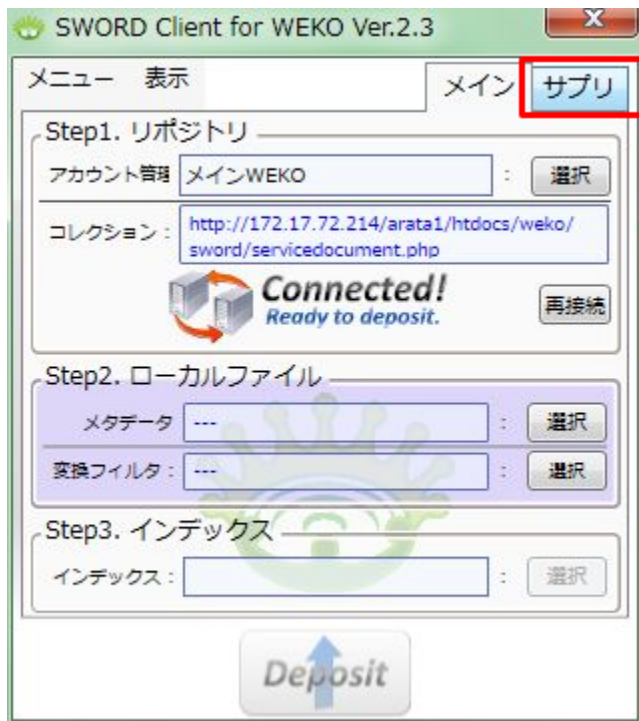 SWORD Client for WEKO Ver.2.3
メニュー 表示 メイン サプリ
Step1. リポジトリ
アカウント管理 メインWEKO : 選択
コレクション : http://172.17.72.214/arata1/htdocs/weko/
sword/servicedocument.php
Connected!
Ready to deposit.
再接続
Step2. ローカルファイル
メタデータ --- : 選択
変換フィルタ : --- : 選択
Step3. インデックス
インデックス : : 選択
Deposit